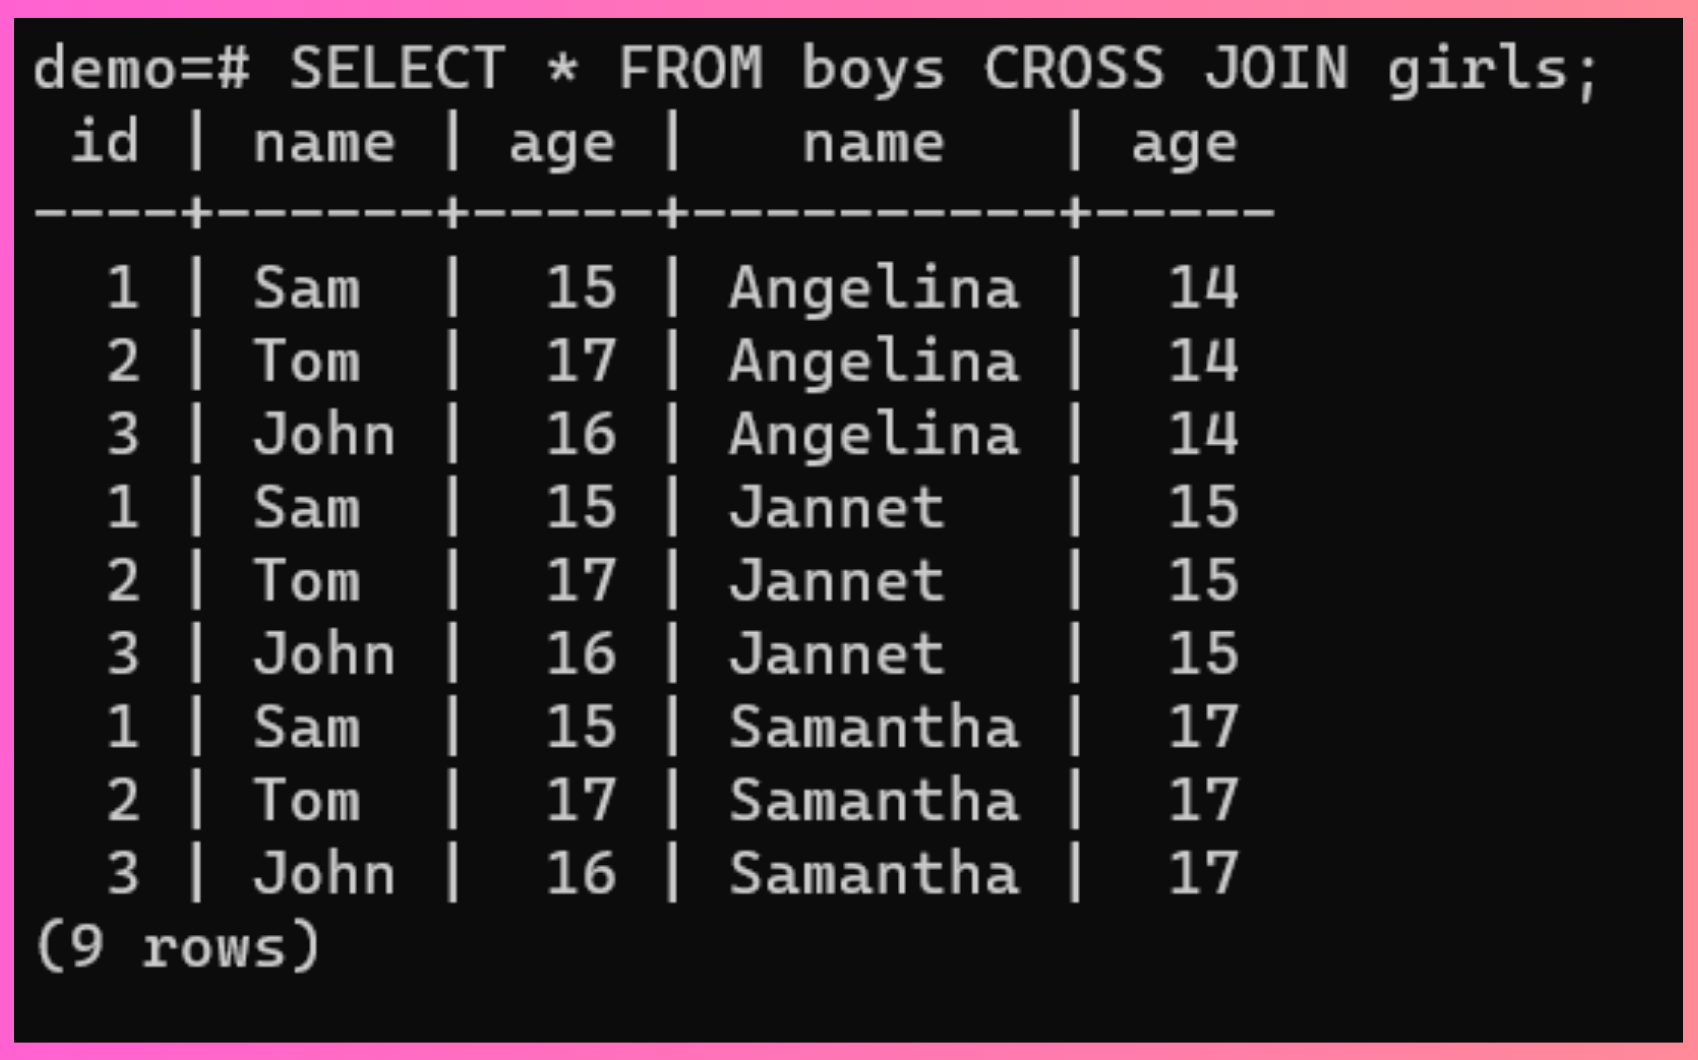 demo=# SELECT * FROM boys CROSS JOIN girls;
 id | name | age |   name   | age
----+------+-----+----------+-----
  1 | Sam  |  15 | Angelina |  14
  2 | Tom  |  17 | Angelina |  14
  3 | John |  16 | Angelina |  14
  1 | Sam  |  15 | Jannet   |  15
  2 | Tom  |  17 | Jannet   |  15
  3 | John |  16 | Jannet   |  15
  1 | Sam  |  15 | Samantha |  17
  2 | Tom  |  17 | Samantha |  17
  3 | John |  16 | Samantha |  17
(9 rows)